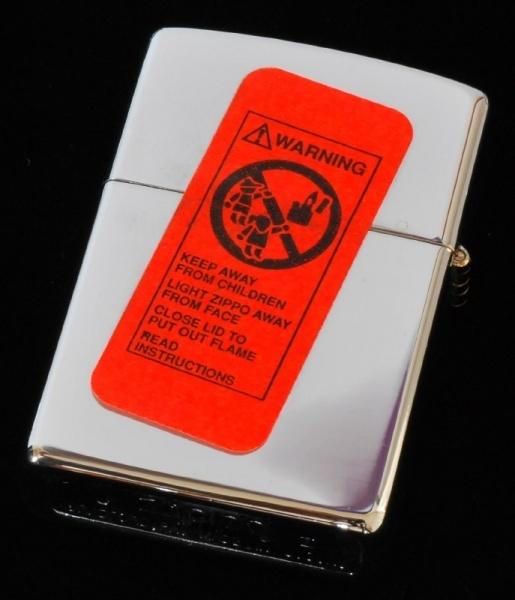 WARNING
KEEP AWAY
FROM CHILDREN
LIGHT ZIPPO AWAY
FROM FACE
CLOSE LID TO
PUT OUT FLAME
READ
INSTRUCTIONS